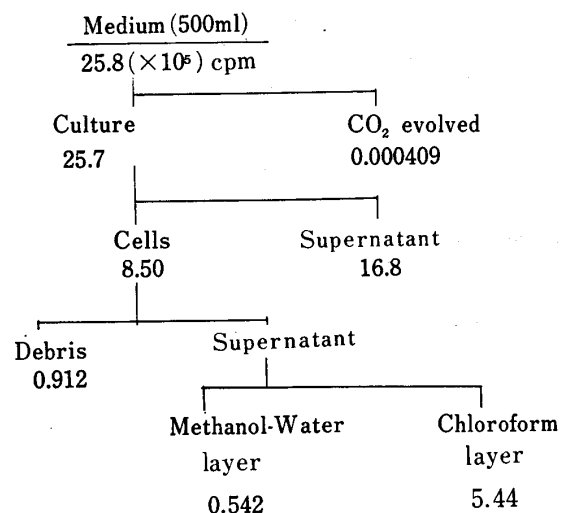 Medium (500ml)
25.8 (×10⁵) cpm
Culture
25.7
CO₂ evolved
0.000409
Cells
8.50
Supernatant
16.8
Debris
0.912
Supernatant
Methanol-Water
layer
0.542
Chloroform
layer
5.44